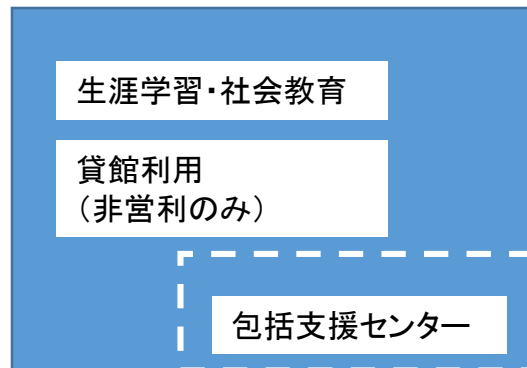 生涯学習・社会教育
貸館利用
（非営利のみ）
包括支援センター